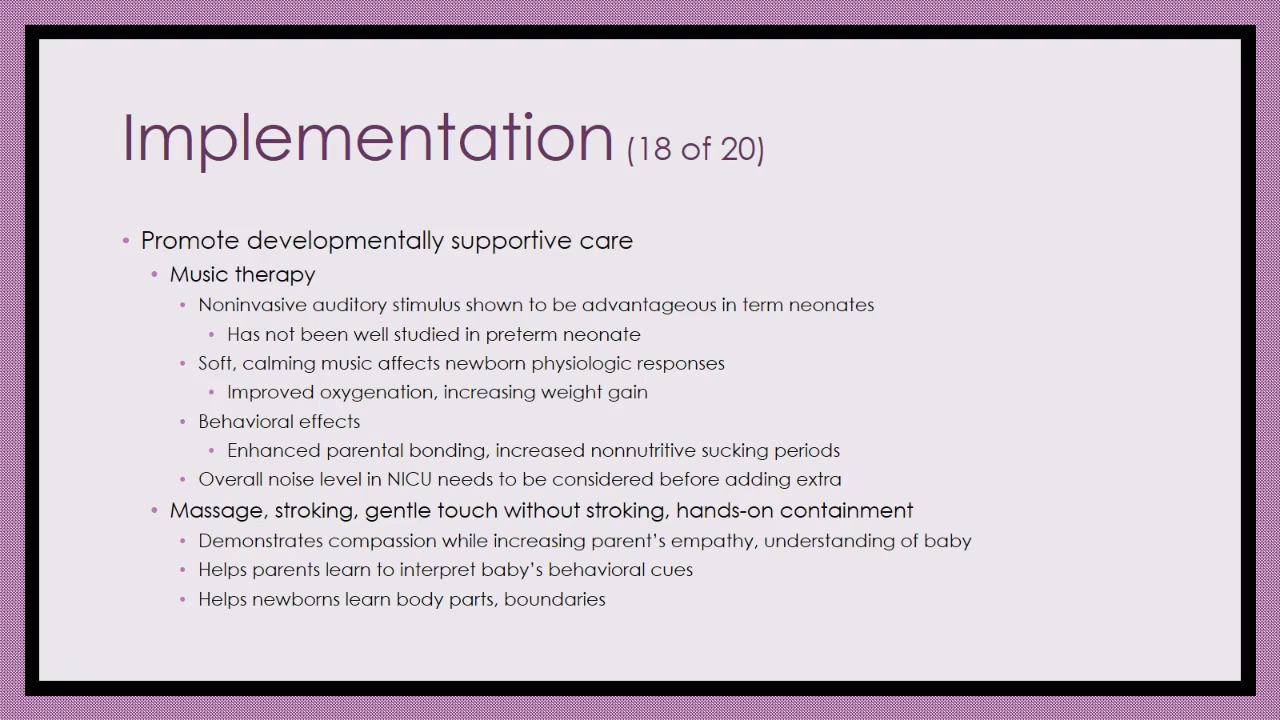 Implementation (18 of 20)
• Promote developmentally supportive care
• Music therapy
• Noninvasive auditory stimulus shown to be advantageous in term neonates
• Has not been well studied in preterm neonate
• Soft, calming music affects newborn physiologic responses
• Improved oxygenation, increasing weight gain
• Behavioral effects
• Enhanced parental bonding, increased nonnutritive sucking periods
• Overall noise level in NICU needs to be considered before adding extra
• Massage, stroking, gentle touch without stroking, hands-on containment
• Demonstrates compassion while increasing parent’s empathy, understanding of baby
• Helps parents learn to interpret baby’s behavioral cues
• Helps newborns learn body parts, boundaries